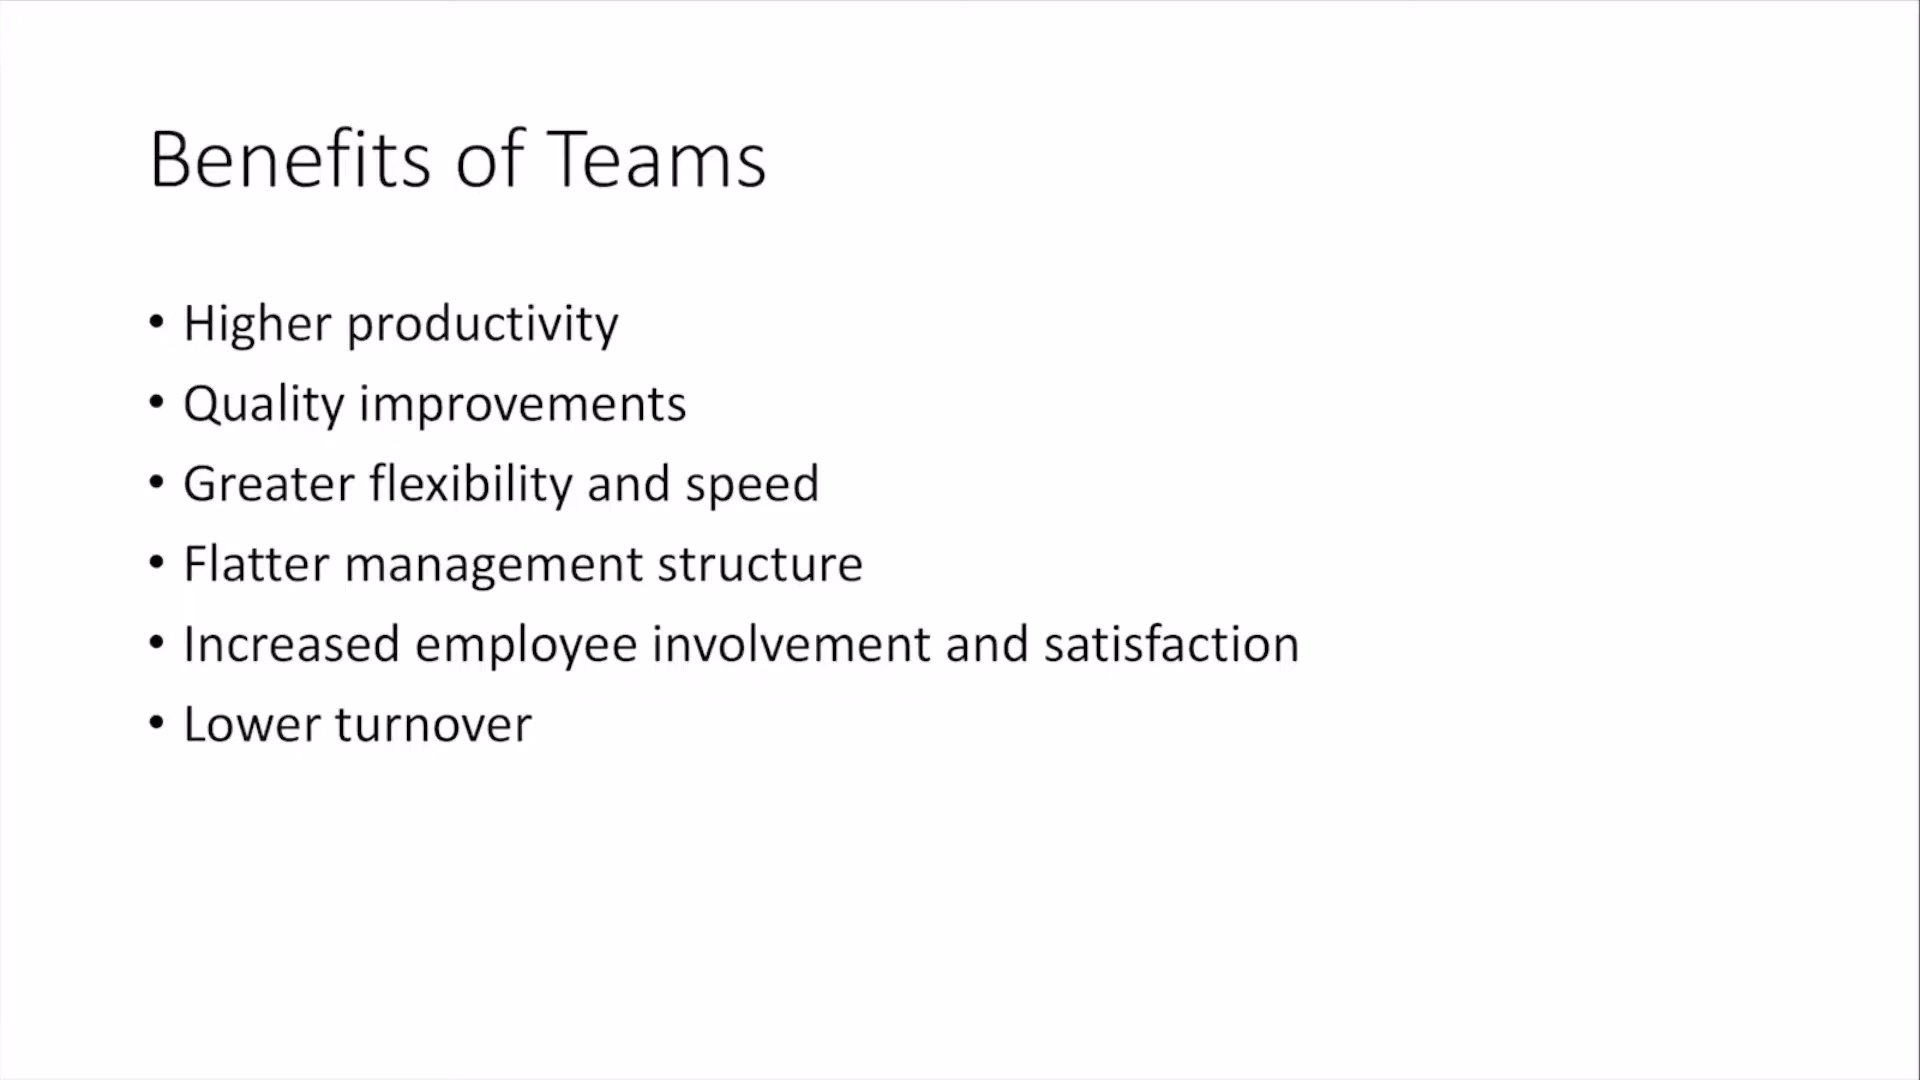 Benefits of Teams
• Higher productivity
• Quality improvements
• Greater flexibility and speed
• Flatter management structure
• Increased employee involvement and satisfaction
• Lower turnover